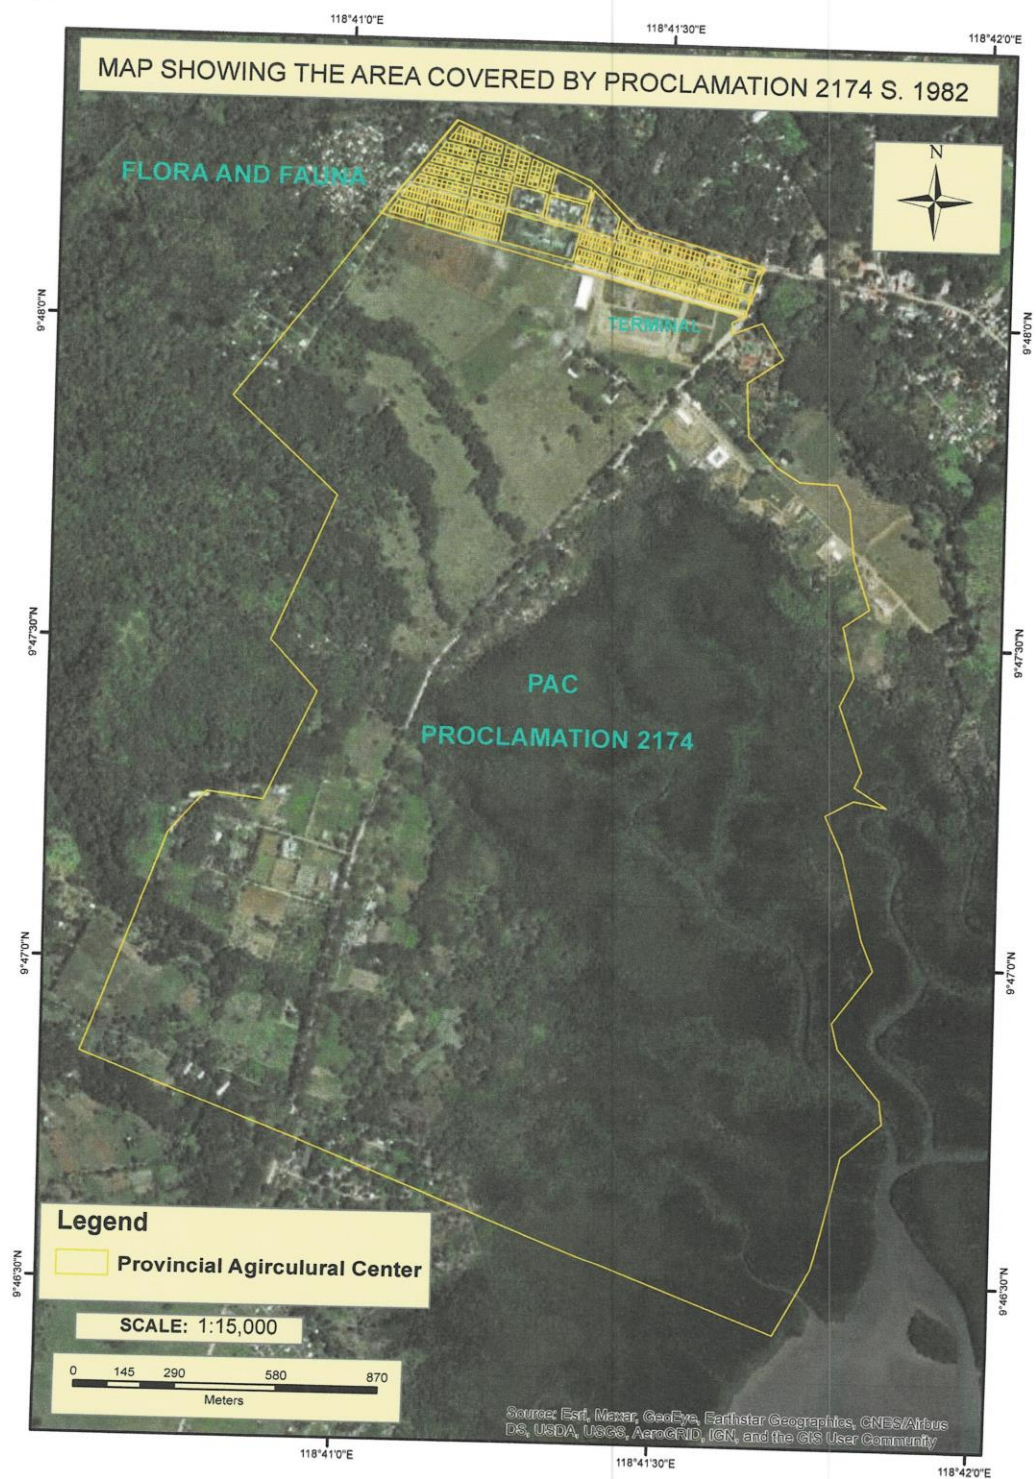 118°41'0"E
118°41'30"E
118°42'0"E
MAP SHOWING THE AREA COVERED BY PROCLAMATION 2174 S. 1982
N
FLORA AND FAUNA
TERMINAL
9°48'0"N
9°48'0"N
9°47'30"N
9°47'30"N
PAC
PROCLAMATION 2174
9°47'0"N
9°47'0"N
Legend
Provincial Agirculural Center
9°46'30"N
9°46'30"N
SCALE: 1:15,000
0 145 290 580 870
Meters
Source: Esri, Maxar, GeoEye, Earthstar Geographics, CNES/Airbus
DS, USDA, USGS, AeroGRID, IGN, and the GIS User Community
118°41'0"E
118°41'30"E
118°42'0"E